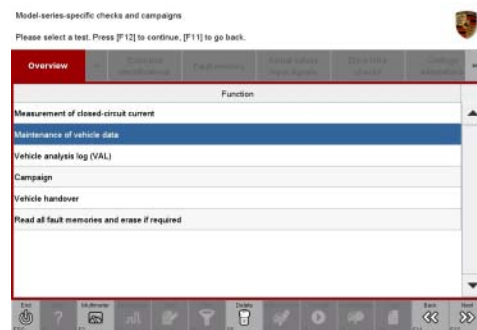 Model-series-specific checks and campaigns
Please select a test. Press [F12] to continue, [F11] to go back.
Overview
Function
Measurement of closed-circuit current
Maintenance of vehicle data
Vehicle analysis log (VAL)
Campaign
Vehicle handover
Read all fault memories and erase if required
End
Multimeter
Delete
Back
Next